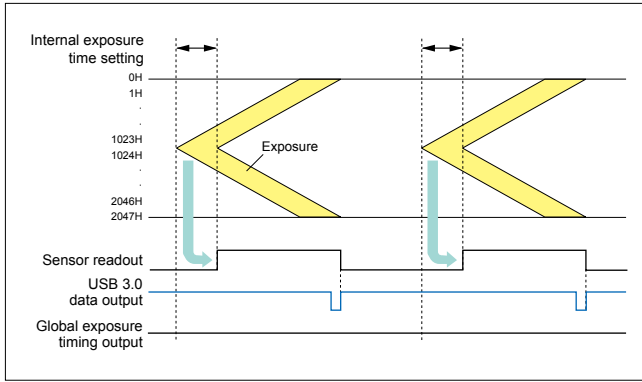 Internal exposure
time setting
0H
1H
.
.
1023H
1024H
.
.
2046H
2047H
Exposure
Sensor readout
USB 3.0
data output
Global exposure
timing output